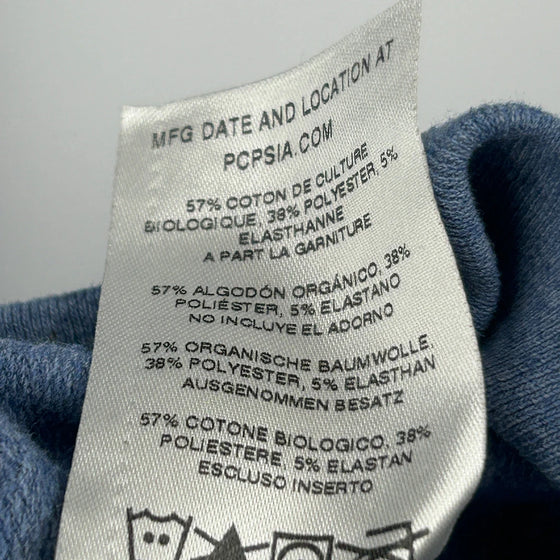 MFG DATE AND LOCATION AT
PCPSIA.COM
57% COTON DE CULTURE
BIOLOGIQUE, 38% POLYESTER, 5%
ELASTHANNE
A PART LA GARNITURE
57% ALGODÓN ORGÁNICO, 38%
POLIÉSTER, 5% ELASTANO
NO INCLUYE EL ADORNO
57% ORGANISCHE BAUMWOLLE,
38% POLYESTER, 5% ELASTHAN
AUSGENOMMEN BESATZ
57% COTONE BIOLOGICO, 38%
POLIESTERE, 5% ELASTAN
ESCLUSO INSERTO